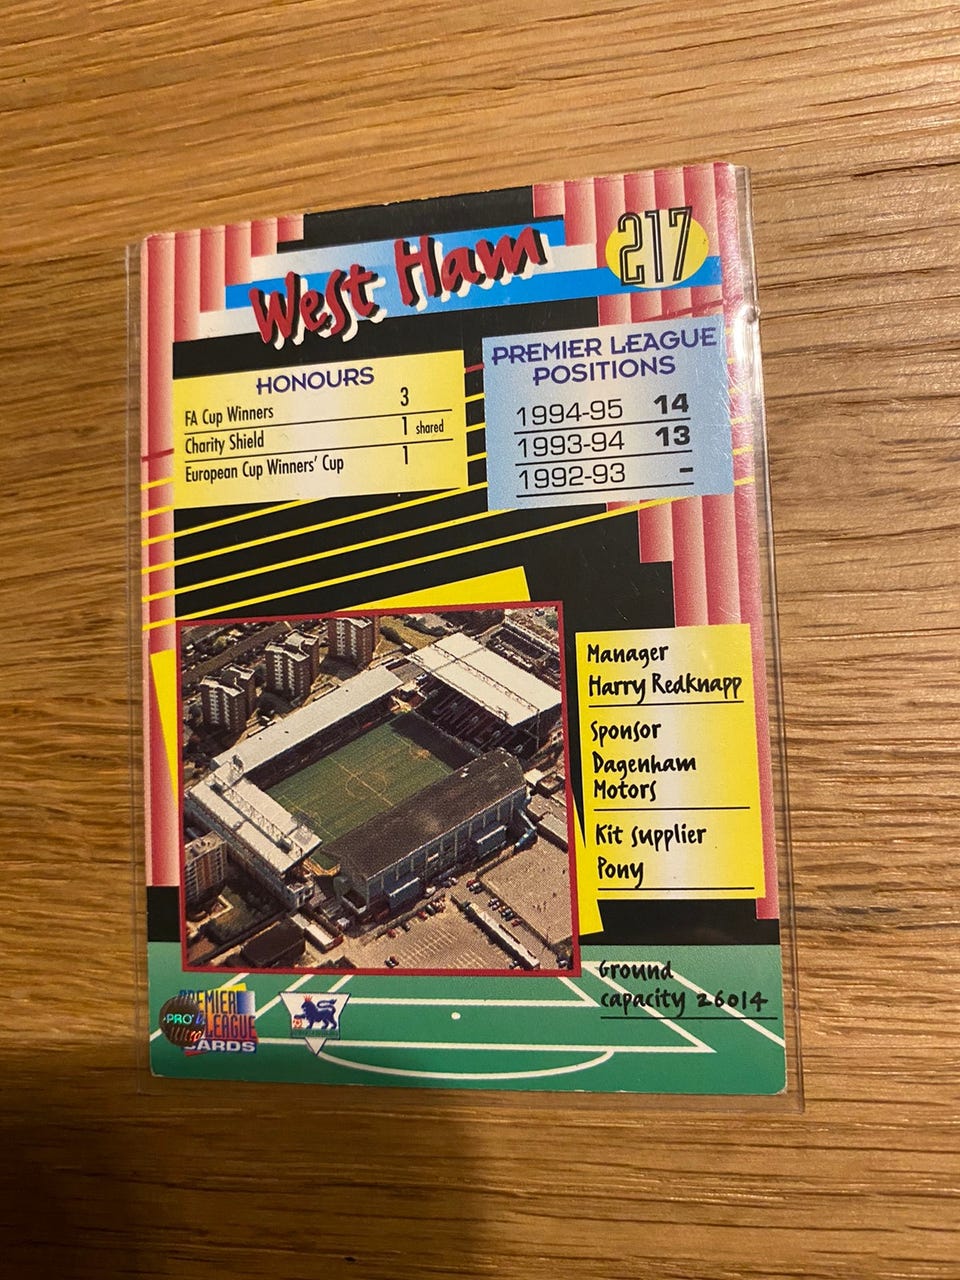 West Ham
217
HONOURS
FA Cup Winners 3
Charity Shield 1 shared
European Cup Winners' Cup 1
PREMIER LEAGUE
POSITIONS
1994-95 14
1993-94 13
1992-93 –
Manager
Harry Redknapp
Sponsor
Dagenham
Motors
Kit supplier
Pony
Ground
capacity 26014
PREMIER
LEAGUE
CARDS
PRO